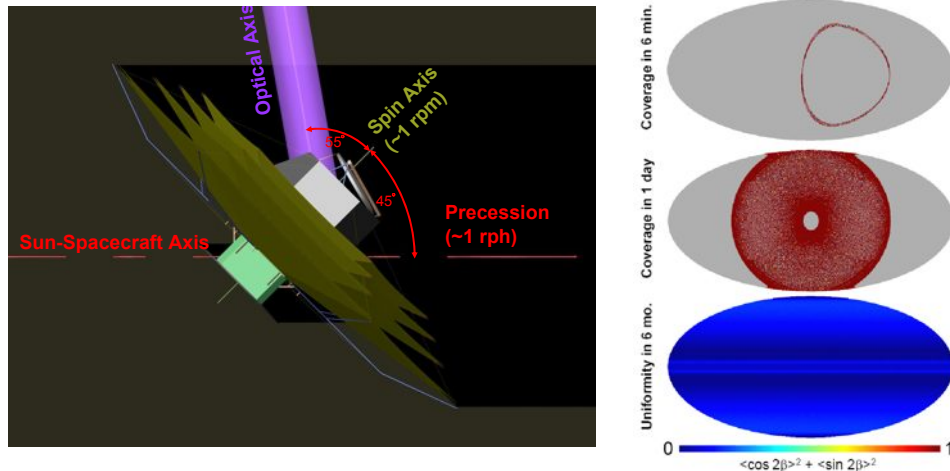 Optical Axis
Spin Axis
(~1 rpm)
55°
45°
Precession
(~1 rph)
Sun-Spacecraft Axis
Coverage in 6 min.
Coverage in 1 day
Uniformity in 6 mo.
0
1
<cos 2β>² + <sin 2β>²